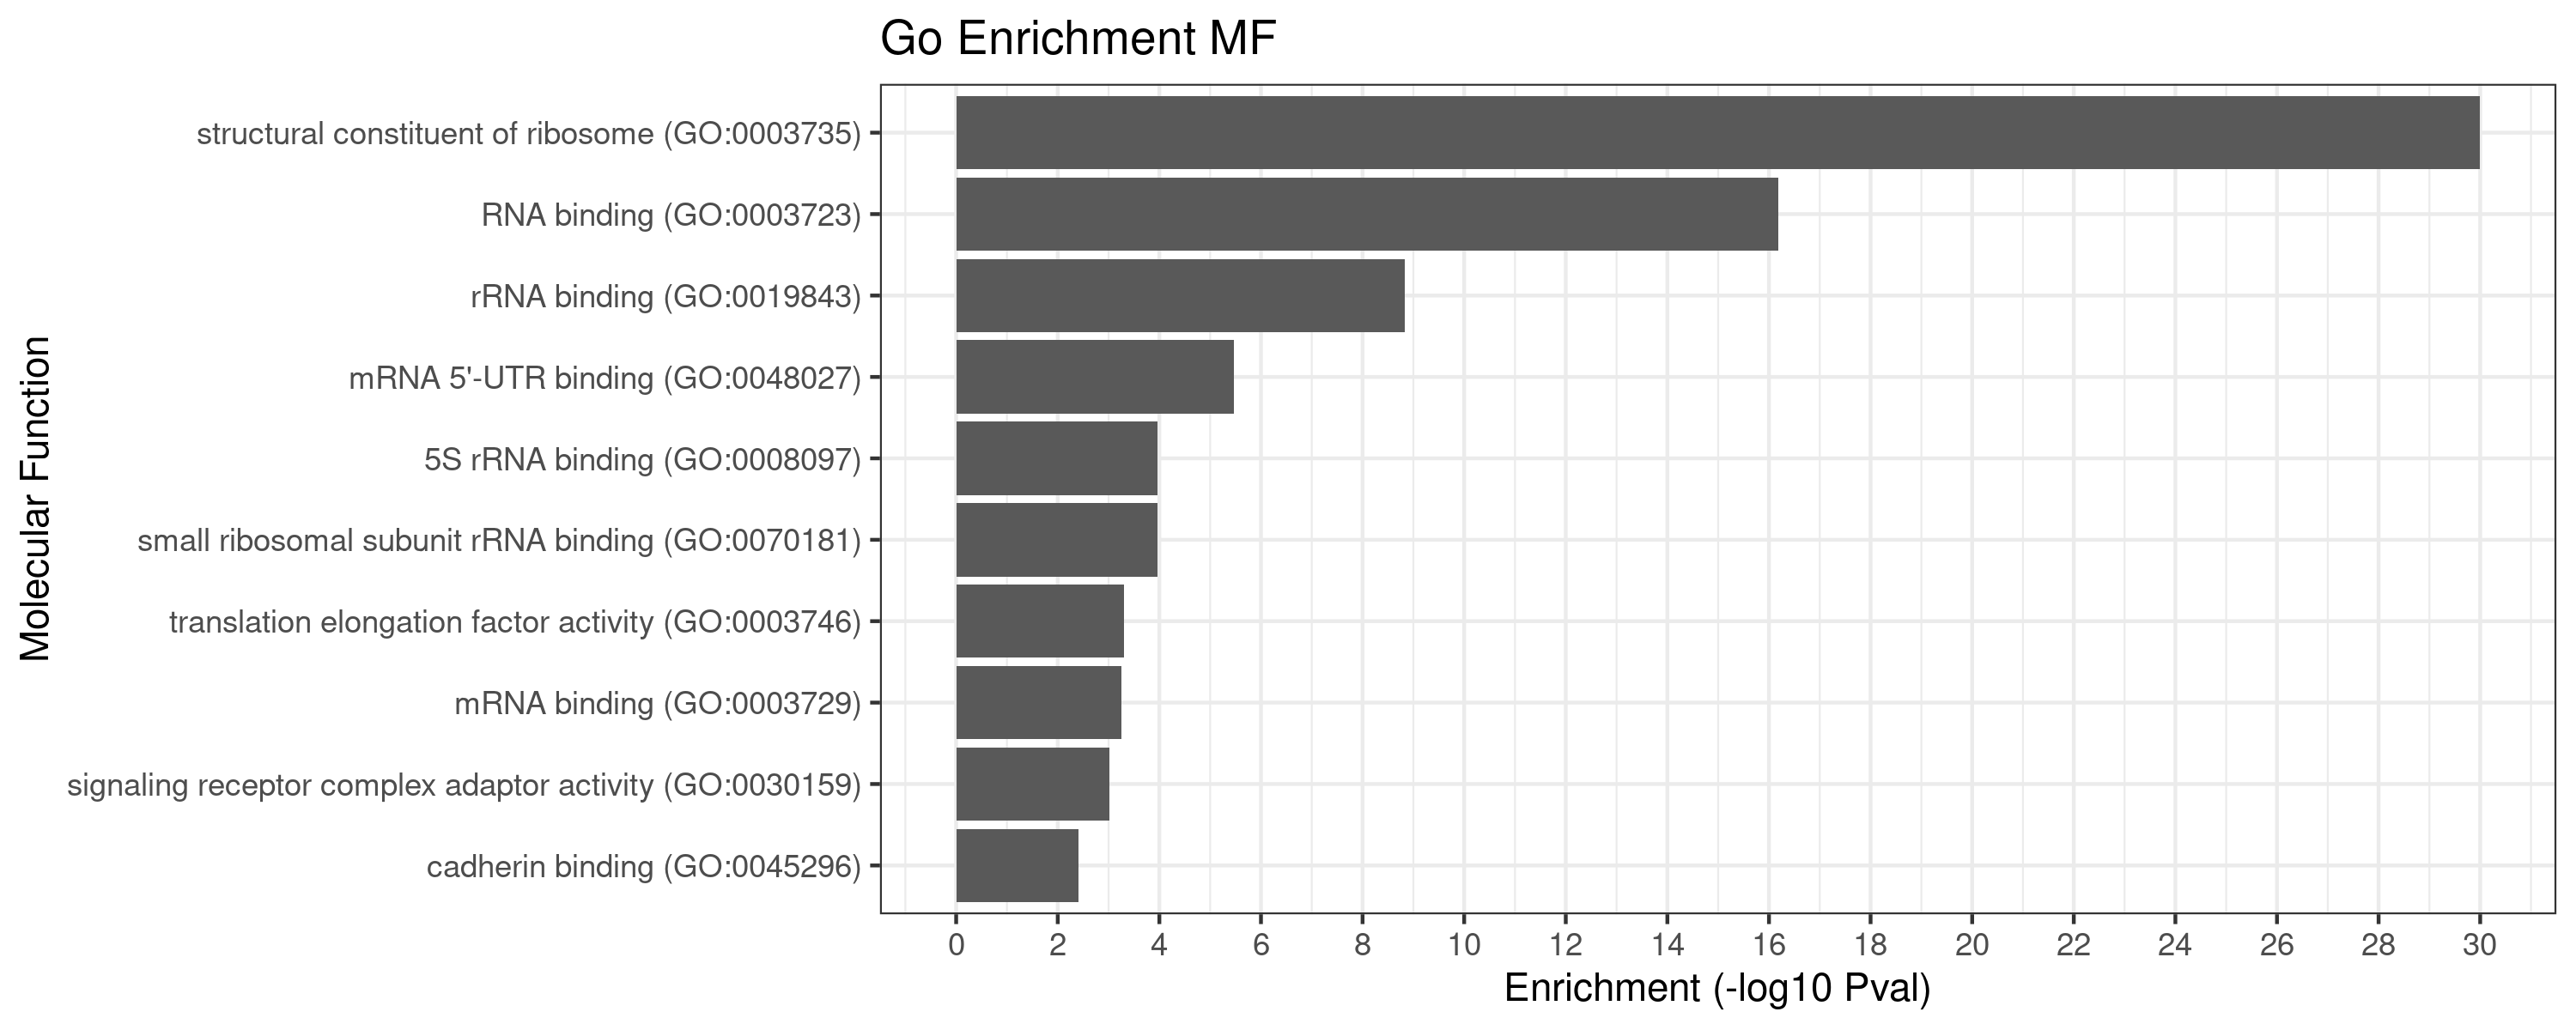 Go Enrichment MF
Molecular Function
structural constituent of ribosome (GO:0003735)
RNA binding (GO:0003723)
rRNA binding (GO:0019843)
mRNA 5'-UTR binding (GO:0048027)
5S rRNA binding (GO:0008097)
small ribosomal subunit rRNA binding (GO:0070181)
translation elongation factor activity (GO:0003746)
mRNA binding (GO:0003729)
signaling receptor complex adaptor activity (GO:0030159)
cadherin binding (GO:0045296)
0 2 4 6 8 10 12 14 16 18 20 22 24 26 28 30
Enrichment (-log10 Pval)